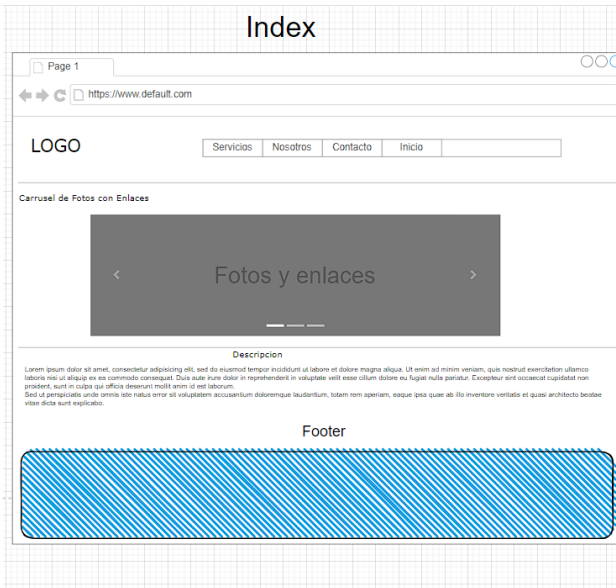 Index
Page 1
https://www.default.com
LOGO
Servicios Nosotros Contacto Inicio
Carrusel de Fotos con Enlaces
Fotos y enlaces
Descripcion
Lorem ipsum dolor sit amet, consectetur adipisicing elit, sed do eiusmod tempor incididunt ut labore et dolore magna aliqua. Ut enim ad minim veniam, quis nostrud exercitation ullamco
laboris nisi ut aliquip ex ea commodo consequat. Duis aute irure dolor in reprehenderit in voluptate velit esse cillum dolore eu fugiat nulla pariatur. Excepteur sint occaecat cupidatat non
proident, sunt in culpa qui officia deserunt mollit anim id est laborum.
Sed ut perspiciatis unde omnis iste natus error sit voluptatem accusantium doloremque laudantium, totam rem aperiam, eaque ipsa quae ab illo inventore veritatis et quasi architecto beatae
vitae dicta sunt explicabo.
Footer